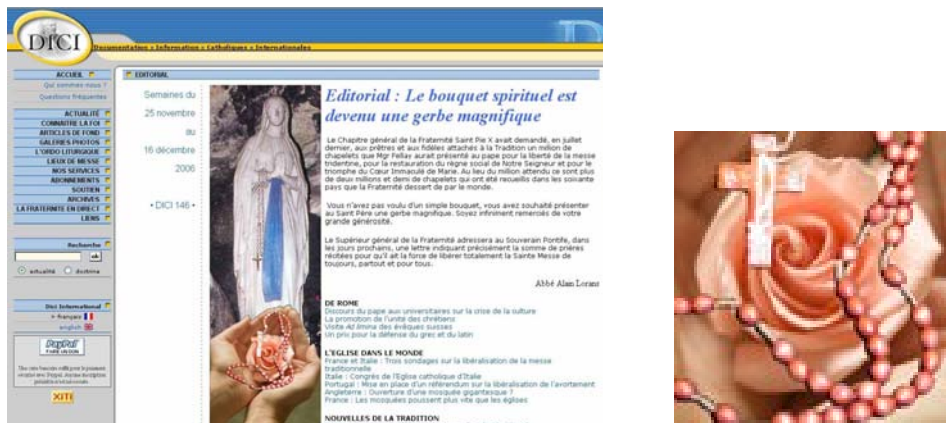 DICI
Documentation • Information • Catholiques • Internationales
ACCUEIL
Qui sommes-nous ?
Questions fréquentes
ACTUALITÉ
CONNAITRE LA FOI
ARTICLES DE FOND
GALERIES PHOTOS
L'ORDO LITURGIQUE
LIEUX DE MESSE
NOS SERVICES
ABONNEMENTS
SOUTIEN
ARCHIVES
LA FRATERNITE EN DIRECT
LIENS
Recherche
ok
actualité
doctrine
Dici International
> français
english
PayPal
FAIRE UN DON
XITI
EDITORIAL
Semaines du
25 novembre
au
16 décembre
2006
• DICI 146 •
Editorial : Le bouquet spirituel est
devenu une gerbe magnifique
Le Chapitre général de la Fraternité Saint Pie X avait demandé, en juillet
dernier, aux prêtres et aux fidèles attachés à la Tradition un million de
chapelets que Mgr Fellay aurait présenté au pape pour la liberté de la messe
tridentine, pour la restauration du règne social de Notre Seigneur et pour le
triomphe du Cœur Immaculé de Marie. Au lieu du million attendu ce sont plus
de deux millions et demi de chapelets qui ont été recueillis dans les soixante
pays que la Fraternité dessert de par le monde.
Vous n'avez pas voulu d'un simple bouquet, vous avez souhaité présenter
au Saint Père une gerbe magnifique. Soyez infiniment remerciés de votre
grande générosité.
Le Supérieur général de la Fraternité adressera au Souverain Pontife, dans
les jours prochains, une lettre indiquant précisément la somme de prières
récitées pour qu'il ait la force de libérer totalement la Sainte Messe de
toujours, partout et pour tous.
Abbé Alain Lorans
DE ROME
Discours du pape aux universitaires sur la crise de la culture
La promotion de l'unité des chrétiens
Visite Ad limina des évêques suisses
Un prix pour la défense du grec et du latin
L'EGLISE DANS LE MONDE
France et Italie : Trois sondages sur la libéralisation de la messe
traditionnelle
Italie : Congrès de l'Eglise catholique d'Italie
Portugal : Mise en place d'un référendum sur la libéralisation de l'avortement
Angleterre : Ouverture d'une mosquée gigantesque ?
France : Les mosquées poussent plus vite que les églises
NOUVELLES DE LA TRADITION